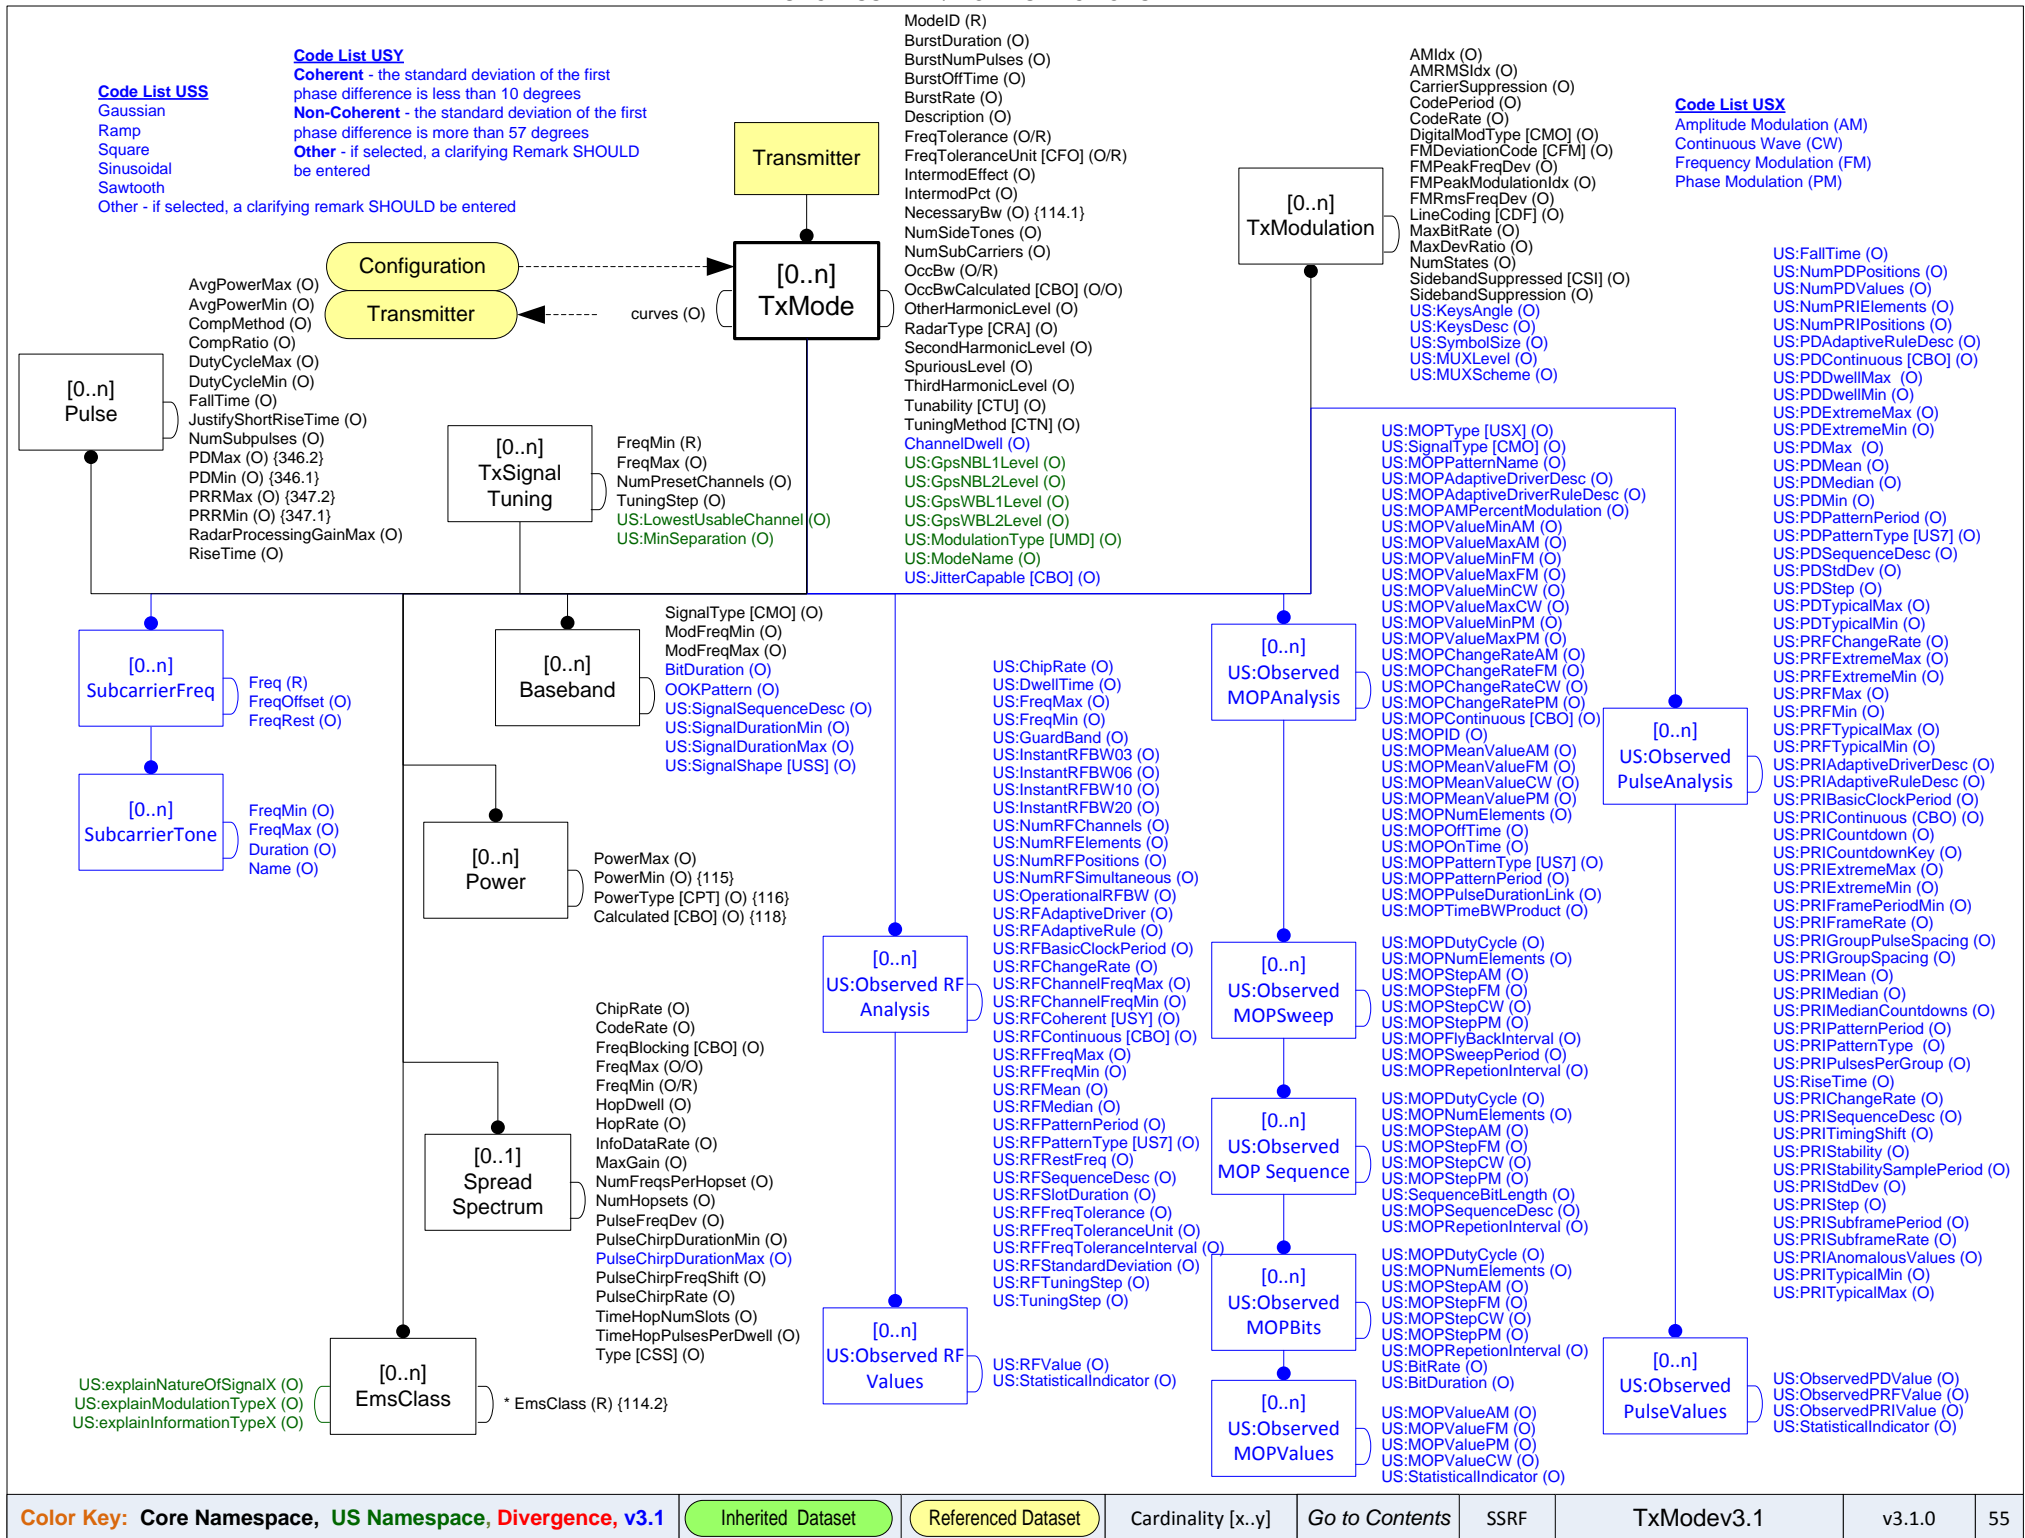 Code List USS
Gaussian
Ramp
Square
Sinusoidal
Sawtooth
Other - if selected, a clarifying remark SHOULD be entered
Code List USY
Coherent - the standard deviation of the first
phase difference is less than 10 degrees
Non-Coherent - the standard deviation of the first
phase difference is more than 57 degrees
Other - if selected, a clarifying Remark SHOULD
be entered
Transmitter
Configuration
Transmitter
curves (O)
[0..n]
TxMode
ModeID (R)
BurstDuration (O)
BurstNumPulses (O)
BurstOffTime (O)
BurstRate (O)
Description (O)
FreqTolerance (O/R)
FreqToleranceUnit [CFO] (O/R)
IntermodEffect (O)
IntermodPct (O)
NecessaryBw (O) {114.1}
NumSideTones (O)
NumSubCarriers (O)
OccBw (O/R)
OccBwCalculated [CBO] (O/O)
OtherHarmonicLevel (O)
RadarType [CRA] (O)
SecondHarmonicLevel (O)
SpuriousLevel (O)
ThirdHarmonicLevel (O)
Tunability [CTU] (O)
TuningMethod [CTN] (O)
ChannelDwell (O)
US:GpsNBL1Level (O)
US:GpsNBL2Level (O)
US:GpsWBL1Level (O)
US:GpsWBL2Level (O)
US:ModulationType [UMD] (O)
US:ModeName (O)
US:JitterCapable [CBO] (O)
[0..n]
TxModulation
AMIdx (O)
AMRMSIdx (O)
CarrierSuppression (O)
CodePeriod (O)
CodeRate (O)
DigitalModType [CMO] (O)
FMDeviationCode [CFM] (O)
FMPeakFreqDev (O)
FMPeakModulationIdx (O)
FMRmsFreqDev (O)
LineCoding [CDF] (O)
MaxBitRate (O)
MaxDevRatio (O)
NumStates (O)
SidebandSuppressed [CSI] (O)
SidebandSuppression (O)
US:KeysAngle (O)
US:KeysDesc (O)
US:SymbolSize (O)
US:MUXLevel (O)
US:MUXScheme (O)
Code List USX
Amplitude Modulation (AM)
Continuous Wave (CW)
Frequency Modulation (FM)
Phase Modulation (PM)
[0..n]
Pulse
AvgPowerMax (O)
AvgPowerMin (O)
CompMethod (O)
CompRatio (O)
DutyCycleMax (O)
DutyCycleMin (O)
FallTime (O)
JustifyShortRiseTime (O)
NumSubpulses (O)
PDMax (O) {346.2}
PDMin (O) {346.1}
PRRMax (O) {347.2}
PRRMin (O) {347.1}
RadarProcessingGainMax (O)
RiseTime (O)
[0..n]
TxSignal
Tuning
FreqMin (R)
FreqMax (O)
NumPresetChannels (O)
TuningStep (O)
US:LowestUsableChannel (O)
US:MinSeparation (O)
[0..n]
SubcarrierFreq
Freq (R)
FreqOffset (O)
FreqRest (O)
[0..n]
SubcarrierTone
FreqMin (O)
FreqMax (O)
Duration (O)
Name (O)
[0..n]
Baseband
SignalType [CMO] (O)
ModFreqMin (O)
ModFreqMax (O)
BitDuration (O)
OOKPattern (O)
US:SignalSequenceDesc (O)
US:SignalDurationMin (O)
US:SignalDurationMax (O)
US:SignalShape [USS] (O)
[0..n]
Power
PowerMax (O)
PowerMin (O) {115}
PowerType [CPT] (O) {116}
Calculated [CBO] (O) {118}
[0..1]
Spread
Spectrum
ChipRate (O)
CodeRate (O)
FreqBlocking [CBO] (O)
FreqMax (O/O)
FreqMin (O/R)
HopDwell (O)
HopRate (O)
InfoDataRate (O)
MaxGain (O)
NumFreqsPerHopset (O)
NumHopsets (O)
PulseFreqDev (O)
PulseChirpDurationMin (O)
PulseChirpDurationMax (O)
PulseChirpFreqShift (O)
PulseChirpRate (O)
TimeHopNumSlots (O)
TimeHopPulsesPerDwell (O)
Type [CSS] (O)
US:explainNatureOfSignalX (O)
US:explainModulationTypeX (O)
US:explainInformationTypeX (O)
[0..n]
EmsClass
* EmsClass (R) {114.2}
[0..n]
US:Observed RF
Analysis
US:ChipRate (O)
US:DwellTime (O)
US:FreqMax (O)
US:FreqMin (O)
US:GuardBand (O)
US:InstantRFBW03 (O)
US:InstantRFBW06 (O)
US:InstantRFBW10 (O)
US:InstantRFBW20 (O)
US:NumRFChannels (O)
US:NumRFElements (O)
US:NumRFPositions (O)
US:NumRFSimultaneous (O)
US:OperationalRFBW (O)
US:RFAdaptiveDriver (O)
US:RFAdaptiveRule (O)
US:RFBasicClockPeriod (O)
US:RFChangeRate (O)
US:RFChannelFreqMax (O)
US:RFChannelFreqMin (O)
US:RFCoherent [USY] (O)
US:RFContinuous [CBO] (O)
US:RFFreqMax (O)
US:RFFreqMin (O)
US:RFMean (O)
US:RFMedian (O)
US:RFPatternPeriod (O)
US:RFPatternType [US7] (O)
US:RFRestFreq (O)
US:RFSequenceDesc (O)
US:RFSlotDuration (O)
US:RFFreqTolerance (O)
US:RFFreqToleranceUnit (O)
US:RFFreqToleranceInterval (O)
US:RFStandardDeviation (O)
US:RFTuningStep (O)
US:TuningStep (O)
[0..n]
US:Observed RF
Values
US:RFValue (O)
US:StatisticalIndicator (O)
[0..n]
US:Observed
MOPAnalysis
US:MOPType [USX] (O)
US:SignalType [CMO] (O)
US:MOPPatternName (O)
US:MOPAdaptiveDriverDesc (O)
US:MOPAdaptiveDriverRuleDesc (O)
US:MOPAMPercentModulation (O)
US:MOPValueMinAM (O)
US:MOPValueMaxAM (O)
US:MOPValueMinFM (O)
US:MOPValueMaxFM (O)
US:MOPValueMinCW (O)
US:MOPValueMaxCW (O)
US:MOPValueMinPM (O)
US:MOPValueMaxPM (O)
US:MOPChangeRateAM (O)
US:MOPChangeRateFM (O)
US:MOPChangeRateCW (O)
US:MOPChangeRatePM (O)
US:MOPContinuous [CBO] (O)
US:MOPID (O)
US:MOPMeanValueAM (O)
US:MOPMeanValueFM (O)
US:MOPMeanValueCW (O)
US:MOPMeanValuePM (O)
US:MOPNumElements (O)
US:MOPOffTime (O)
US:MOPOnTime (O)
US:MOPPatternType [US7] (O)
US:MOPPatternPeriod (O)
US:MOPPulseDurationLink (O)
US:MOPTimeBWProduct (O)
[0..n]
US:Observed
MOPSweep
US:MOPDutyCycle (O)
US:MOPNumElements (O)
US:MOPStepAM (O)
US:MOPStepFM (O)
US:MOPStepCW (O)
US:MOPStepPM (O)
US:MOPFlyBackInterval (O)
US:MOPSweepPeriod (O)
US:MOPRepetionInterval (O)
[0..n]
US:Observed
MOP Sequence
US:MOPDutyCycle (O)
US:MOPNumElements (O)
US:MOPStepAM (O)
US:MOPStepFM (O)
US:MOPStepCW (O)
US:MOPStepPM (O)
US:SequenceBitLength (O)
US:MOPSequenceDesc (O)
US:MOPRepetionInterval (O)
[0..n]
US:Observed
MOPBits
US:MOPDutyCycle (O)
US:MOPNumElements (O)
US:MOPStepAM (O)
US:MOPStepFM (O)
US:MOPStepCW (O)
US:MOPStepPM (O)
US:MOPRepetionInterval (O)
US:BitRate (O)
US:BitDuration (O)
[0..n]
US:Observed
MOPValues
US:MOPValueAM (O)
US:MOPValueFM (O)
US:MOPValuePM (O)
US:MOPValueCW (O)
US:StatisticalIndicator (O)
[0..n]
US:Observed
PulseAnalysis
US:FallTime (O)
US:NumPDPositions (O)
US:NumPDValues (O)
US:NumPRIElements (O)
US:NumPRIPositions (O)
US:PDAdaptiveRuleDesc (O)
US:PDContinuous [CBO] (O)
US:PDDwellMax (O)
US:PDDwellMin (O)
US:PDExtremeMax (O)
US:PDExtremeMin (O)
US:PDMax (O)
US:PDMean (O)
US:PDMedian (O)
US:PDMin (O)
US:PDPatternPeriod (O)
US:PDPatternType [US7] (O)
US:PDSequenceDesc (O)
US:PDStdDev (O)
US:PDStep (O)
US:PDTypicalMax (O)
US:PDTypicalMin (O)
US:PRFChangeRate (O)
US:PRFExtremeMax (O)
US:PRFExtremeMin (O)
US:PRFMax (O)
US:PRFMin (O)
US:PRFTypicalMax (O)
US:PRFTypicalMin (O)
US:PRIAdaptiveDriverDesc (O)
US:PRIAdaptiveRuleDesc (O)
US:PRIBasicClockPeriod (O)
US:PRIContinuous (CBO) (O)
US:PRICountdown (O)
US:PRICountdownKey (O)
US:PRIExtremeMax (O)
US:PRIExtremeMin (O)
US:PRIFramePeriodMin (O)
US:PRIFrameRate (O)
US:PRIGroupPulseSpacing (O)
US:PRIGroupSpacing (O)
US:PRIMean (O)
US:PRIMedian (O)
US:PRIMedianCountdowns (O)
US:PRIPatternPeriod (O)
US:PRIPatternType (O)
US:PRIPulsesPerGroup (O)
US:RiseTime (O)
US:PRIChangeRate (O)
US:PRISequenceDesc (O)
US:PRITimingShift (O)
US:PRIStability (O)
US:PRIStabilitySamplePeriod (O)
US:PRIStdDev (O)
US:PRIStep (O)
US:PRISubframePeriod (O)
US:PRISubframeRate (O)
US:PRIAnomalousValues (O)
US:PRITypicalMin (O)
US:PRITypicalMax (O)
[0..n]
US:Observed
PulseValues
US:ObservedPDValue (O)
US:ObservedPRFValue (O)
US:ObservedPRIValue (O)
US:StatisticalIndicator (O)
Color Key: Core Namespace, US Namespace, Divergence, v3.1
Inherited Dataset
Referenced Dataset
Cardinality [x..y]
Go to Contents
SSRF
TxModev3.1
v3.1.0
55